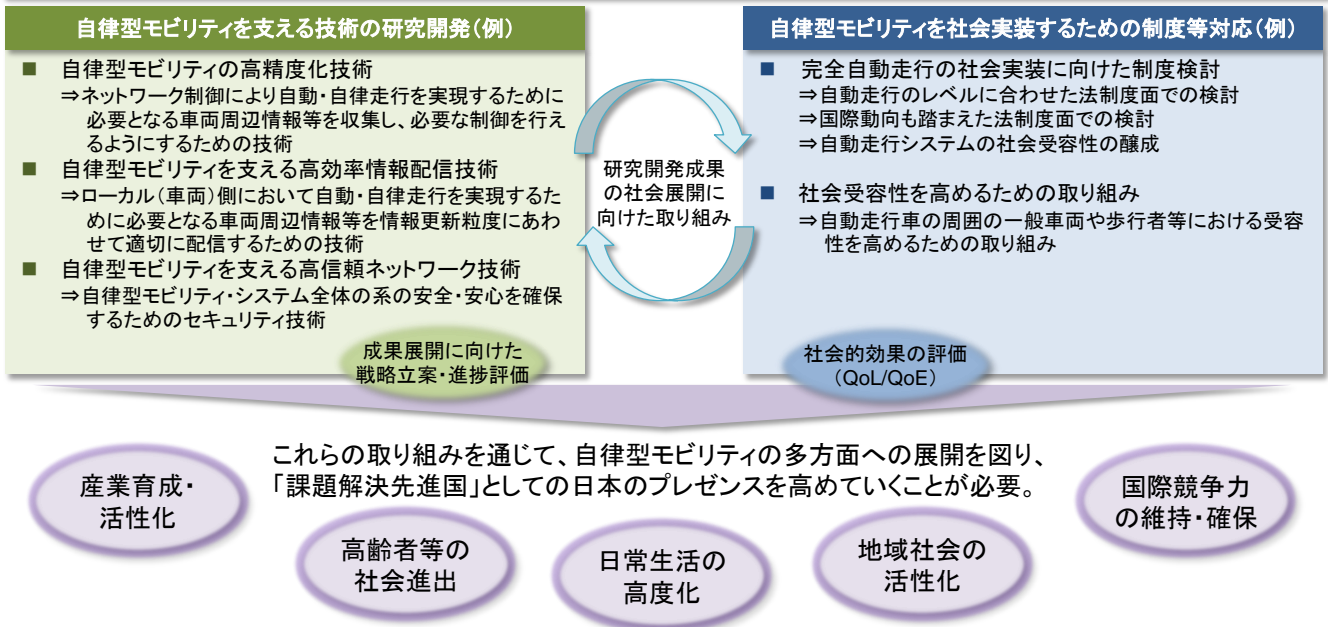 自律型モビリティを支える技術の研究開発(例)
■ 自律型モビリティの高精度化技術
⇒ネットワーク制御により自動・自律走行を実現するために
必要となる車両周辺情報等を収集し、必要な制御を行え
るようにするための技術
■ 自律型モビリティを支える高効率情報配信技術
⇒ローカル(車両)側において自動・自律走行を実現するた
めに必要となる車両周辺情報等を情報更新粒度にあわ
せて適切に配信するための技術
■ 自律型モビリティを支える高信頼ネットワーク技術
⇒自律型モビリティ・システム全体の系の安全・安心を確保
するためのセキュリティ技術
成果展開に向けた
戦略立案・進捗評価
研究開発成果
の社会展開に
向けた取り組み
自律型モビリティを社会実装するための制度等対応(例)
■ 完全自動走行の社会実装に向けた制度検討
⇒自動走行のレベルに合わせた法制度面での検討
⇒国際動向も踏まえた法制度面での検討
⇒自動走行システムの社会受容性の醸成
■ 社会受容性を高めるための取り組み
⇒自動走行車の周囲の一般車両や歩行者等における受容
性を高めるための取り組み
社会的効果の評価
(QoL/QoE)
これらの取り組みを通じて、自律型モビリティの多方面への展開を図り、
「課題解決先進国」としての日本のプレゼンスを高めていくことが必要。
産業育成・
活性化
高齢者等の
社会進出
日常生活の
高度化
地域社会の
活性化
国際競争力
の維持・確保